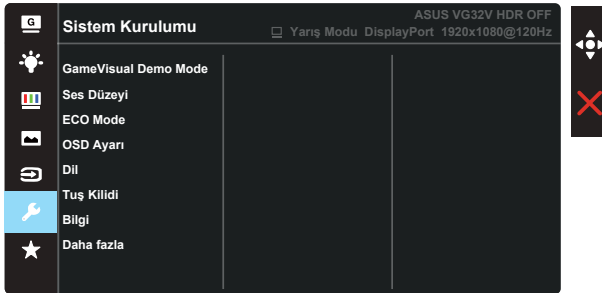 G
Sistem Kurulumu
ASUS VG32V HDR OFF
Yarış Modu DisplayPort 1920x1080@120Hz
GameVisual Demo Mode
Ses Düzeyi
ECO Mode
OSD Ayarı
Dil
Tuş Kilidi
Bilgi
Daha fazla